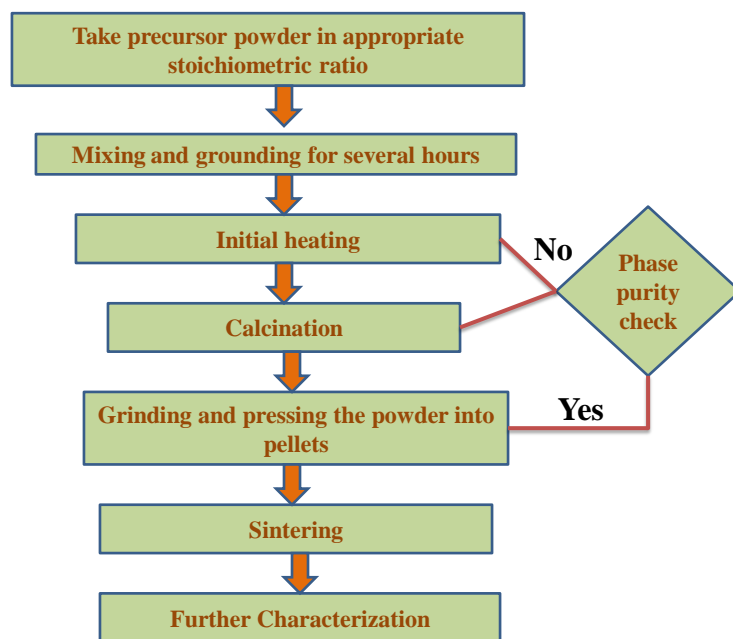 Take precursor powder in appropriate
stoichiometric ratio
Mixing and grounding for several hours
Initial heating
No
Phase
purity
check
Calcination
Grinding and pressing the powder into
pellets
Yes
Sintering
Further Characterization